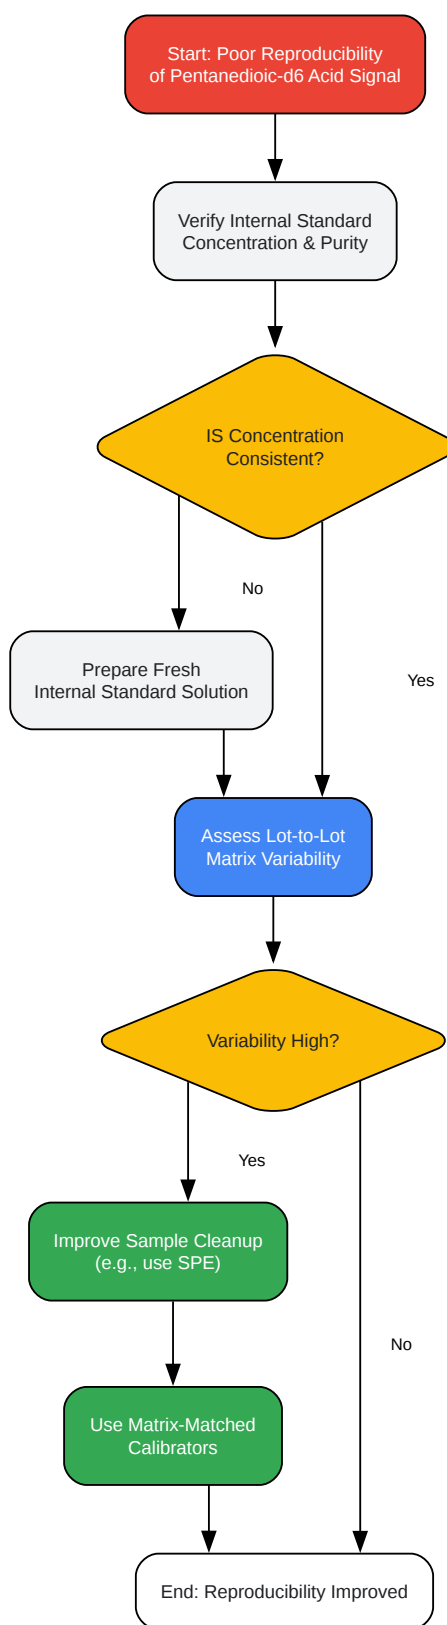 Start: Poor Reproducibility
of Pentanedioic-d6 Acid Signal
Verify Internal Standard
Concentration & Purity
IS Concentration
Consistent?
No
Prepare Fresh
Internal Standard Solution
Yes
Assess Lot-to-Lot
Matrix Variability
Variability High?
Yes
Improve Sample Cleanup
(e.g., use SPE)
No
Use Matrix-Matched
Calibrators
End: Reproducibility Improved